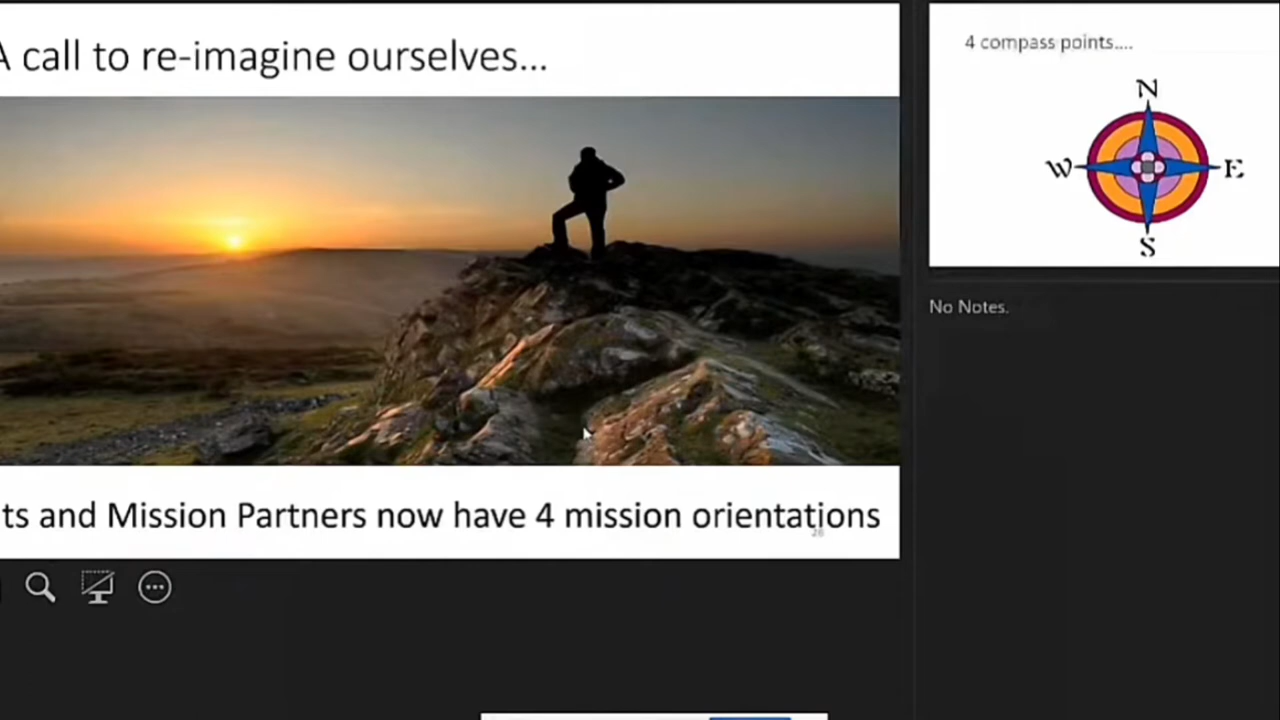 A call to re-imagine ourselves...
ts and Mission Partners now have 4 mission orientations
26
4 compass points....
N
W E
S
No Notes.